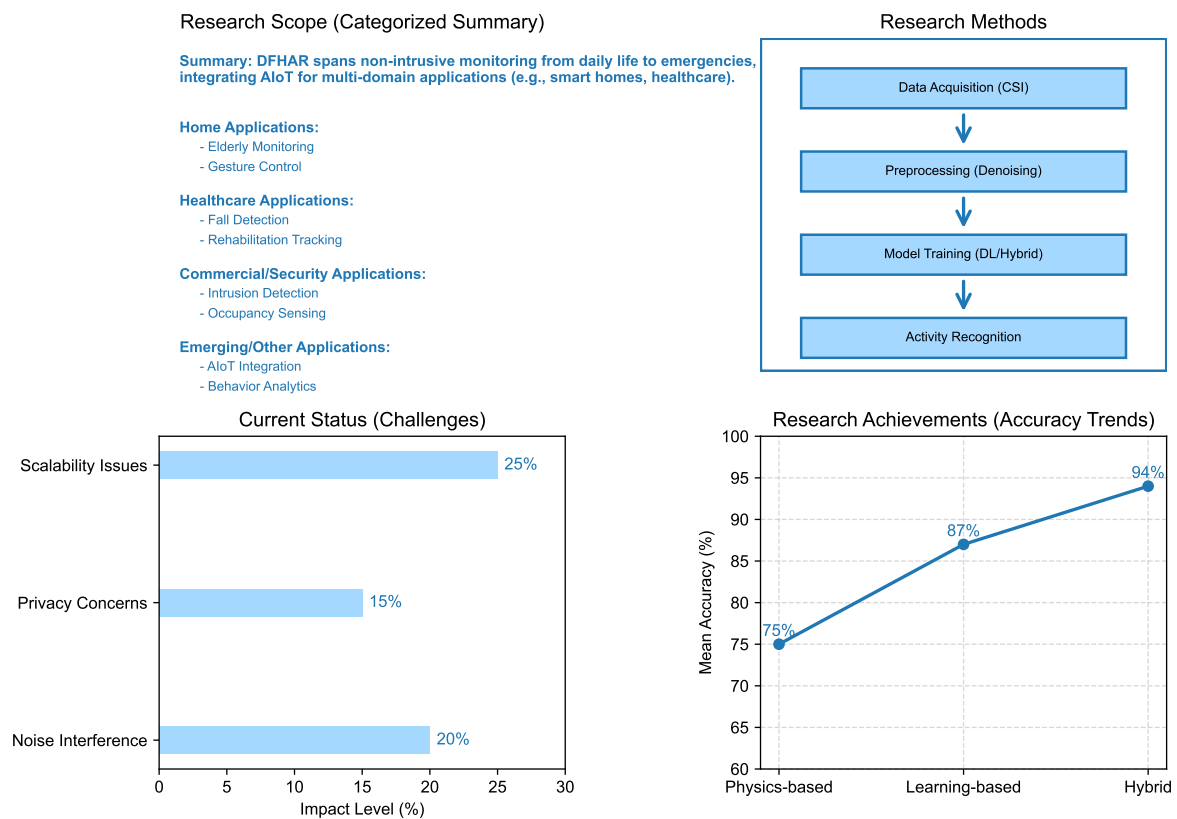 Research Scope (Categorized Summary)
Summary: DFHAR spans non-intrusive monitoring from daily life to emergencies,
integrating AIoT for multi-domain applications (e.g., smart homes, healthcare).
Home Applications:
- Elderly Monitoring
- Gesture Control
Healthcare Applications:
- Fall Detection
- Rehabilitation Tracking
Commercial/Security Applications:
- Intrusion Detection
- Occupancy Sensing
Emerging/Other Applications:
- AIoT Integration
- Behavior Analytics
Research Methods
Data Acquisition (CSI)
Preprocessing (Denoising)
Model Training (DL/Hybrid)
Activity Recognition
Current Status (Challenges)
Scalability Issues
25%
Privacy Concerns
15%
Noise Interference
20%
0 5 10 15 20 25 30
Impact Level (%)
Research Achievements (Accuracy Trends)
Mean Accuracy (%)
100
95
90
85
80
75
70
65
60
75%
87%
94%
Physics-based Learning-based Hybrid